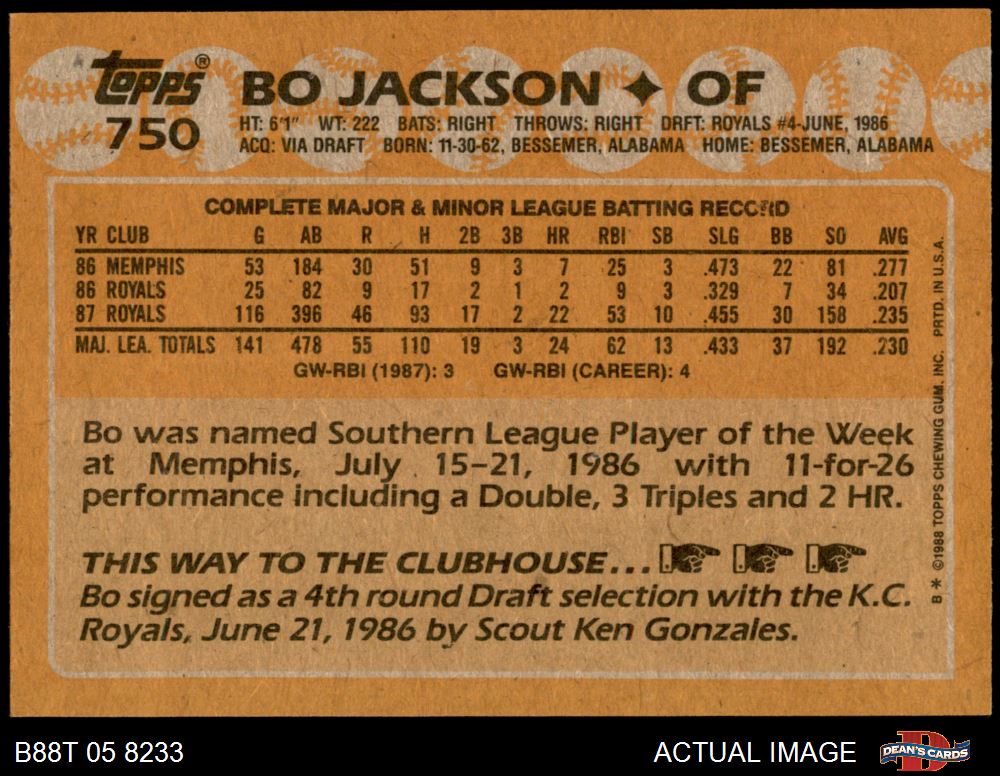 topps® BO JACKSON ✦ OF
750
HT: 6'1" WT: 222 BATS: RIGHT THROWS: RIGHT DRFT: ROYALS #4-JUNE, 1986
ACQ: VIA DRAFT BORN: 11-30-62, BESSEMER, ALABAMA HOME: BESSEMER, ALABAMA
COMPLETE MAJOR & MINOR LEAGUE BATTING RECORD
YR CLUB G AB R H 2B 3B HR RBI SB SLG BB SO AVG
86 MEMPHIS 53 184 30 51 9 3 7 25 3 .473 22 81 .277
86 ROYALS 25 82 9 17 2 1 2 9 3 .329 7 34 .207
87 ROYALS 116 396 46 93 17 2 22 53 10 .455 30 158 .235
MAJ. LEA. TOTALS 141 478 55 110 19 3 24 62 13 .433 37 192 .230
GW-RBI (1987): 3 GW-RBI (CAREER): 4
Bo was named Southern League Player of the Week
at Memphis, July 15-21, 1986 with 11-for-26
performance including a Double, 3 Triples and 2 HR.
THIS WAY TO THE CLUBHOUSE...
Bo signed as a 4th round Draft selection with the K.C.
Royals, June 21, 1986 by Scout Ken Gonzales.
B * ©1988 TOPPS CHEWING GUM, INC. PRTD. IN U.S.A.
B88T 05 8233
ACTUAL IMAGE
DEAN'S CARDS